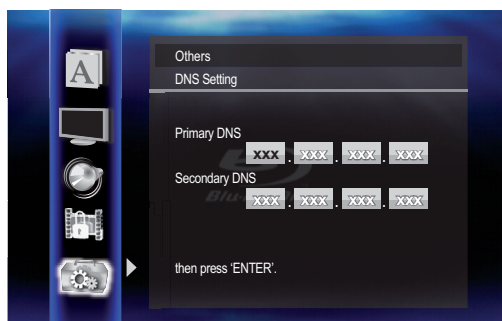 A
Others
DNS Setting
Primary DNS
xxx . xxx . xxx . xxx
Secondary DNS
xxx . xxx . xxx . xxx
then press ‘ENTER’.